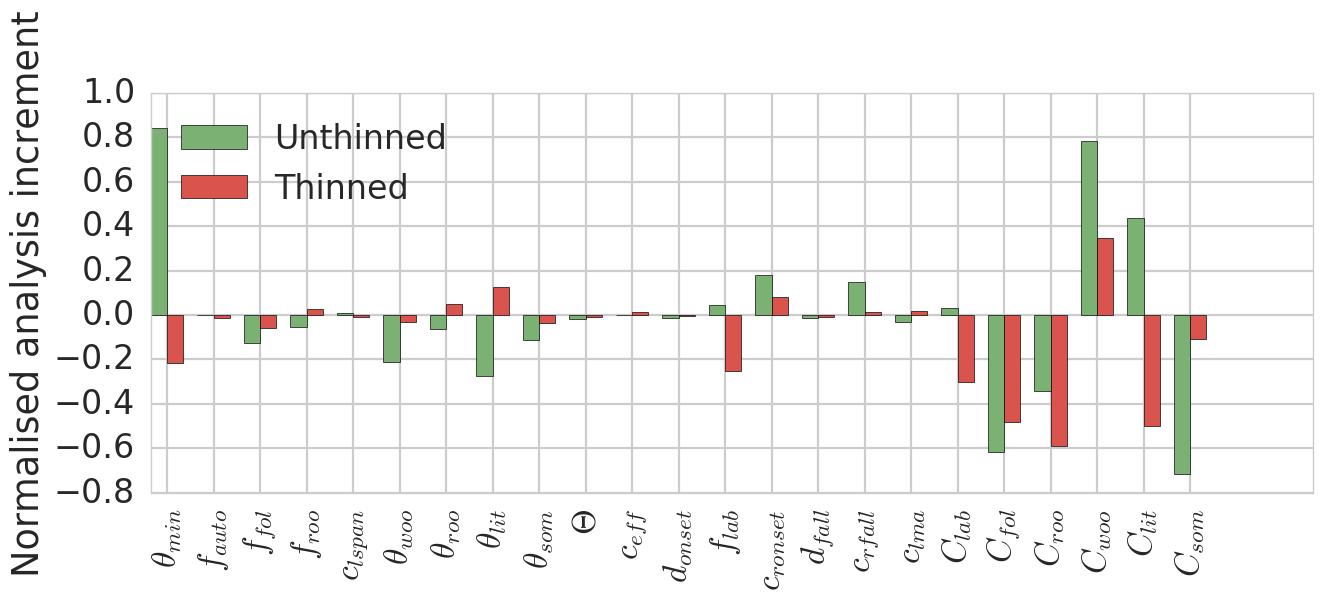 Normalised analysis increment
1.0
0.8
0.6
0.4
0.2
0.0
−0.2
−0.4
−0.6
−0.8
Unthinned
Thinned
θmin
fauto
ffol
froo
clspan
θwoo
θroo
θlit
θsom
Θ
ceff
donset
flab
cronset
dfall
crfall
clma
Clab
Cfol
Croo
Cwoo
Clit
Csom